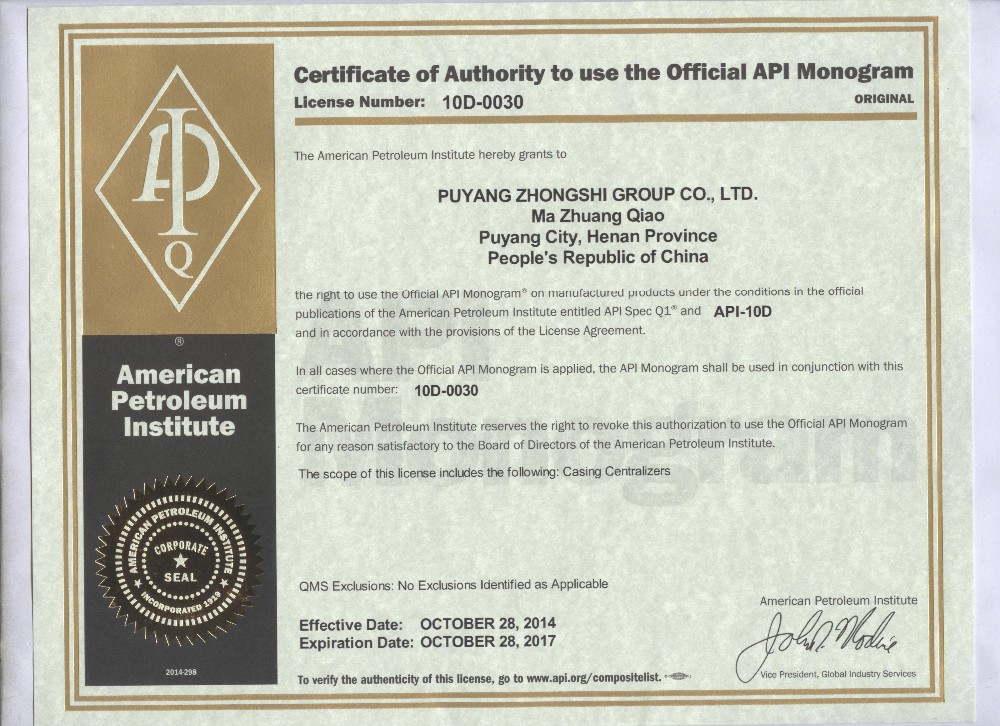 API
Q
®
American
Petroleum
Institute
AMERICAN PETROLEUM INSTITUTE
CORPORATE
SEAL
INCORPORATED 1919
2014-298
Certificate of Authority to use the Official API Monogram
License Number: 10D-0030
ORIGINAL
The American Petroleum Institute hereby grants to
PUYANG ZHONGSHI GROUP CO., LTD.
Ma Zhuang Qiao
Puyang City, Henan Province
People's Republic of China
the right to use the Official API Monogram® on manufactured products under the conditions in the official
publications of the American Petroleum Institute entitled API Spec Q1® and API-10D
and in accordance with the provisions of the License Agreement.
In all cases where the Official API Monogram is applied, the API Monogram shall be used in conjunction with this
certificate number: 10D-0030
The American Petroleum Institute reserves the right to revoke this authorization to use the Official API Monogram
for any reason satisfactory to the Board of Directors of the American Petroleum Institute.
The scope of this license includes the following: Casing Centralizers
QMS Exclusions: No Exclusions Identified as Applicable
Effective Date: OCTOBER 28, 2014
Expiration Date: OCTOBER 28, 2017
To verify the authenticity of this license, go to www.api.org/compositelist.
American Petroleum Institute
Vice President, Global Industry Services